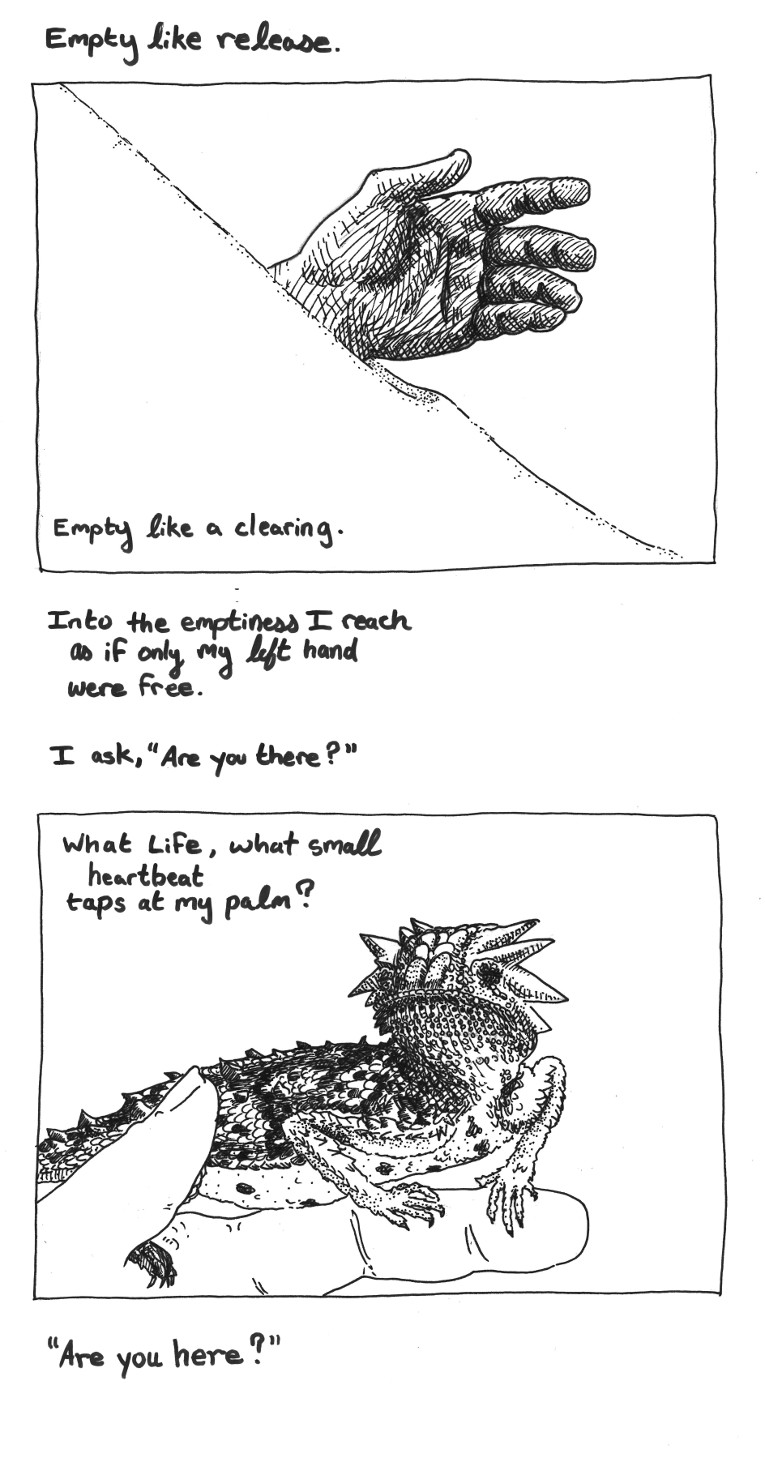 Empty like release.
Empty like a clearing.
Into the emptiness I reach
as if only my left hand
were free.
I ask, "Are you there?"
What Life, what small
heartbeat
taps at my palm?
"Are you here?"